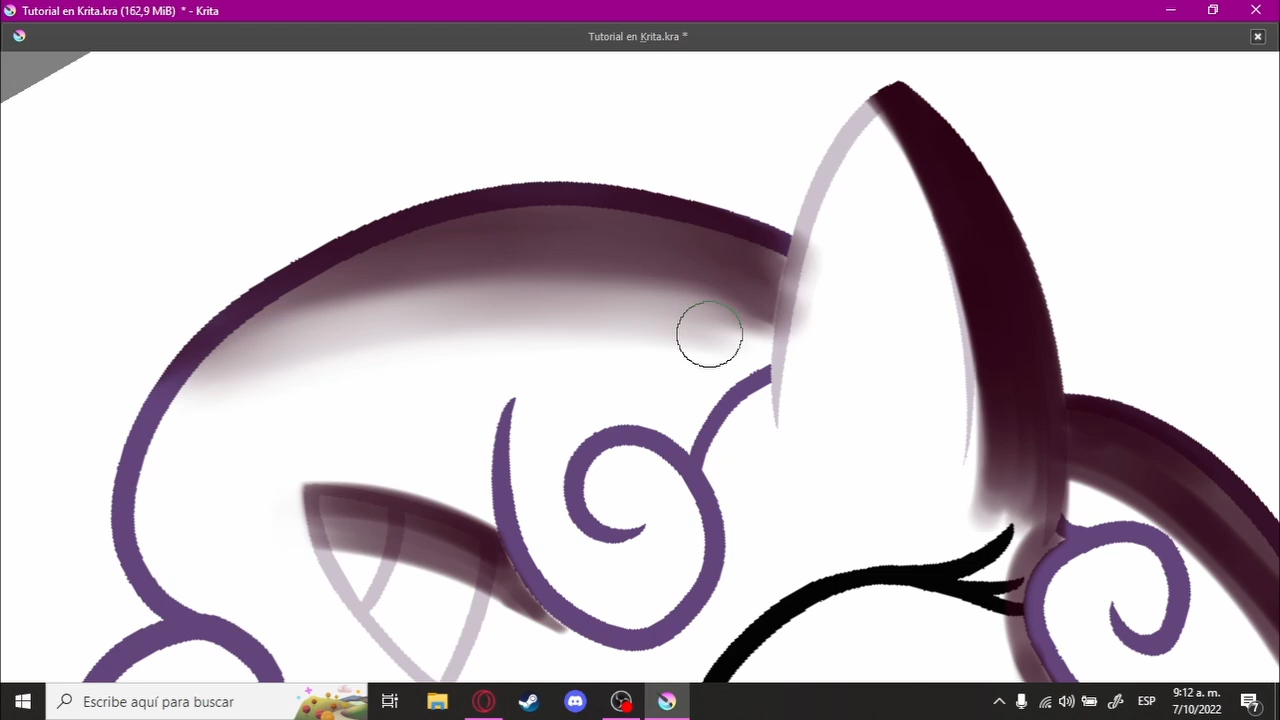 Tutorial en Krita.kra (162,9 MiB) * - Krita
Tutorial en Krita.kra *
Escribe aquí para buscar
ESP
9:12 a. m.
7/10/2022
7